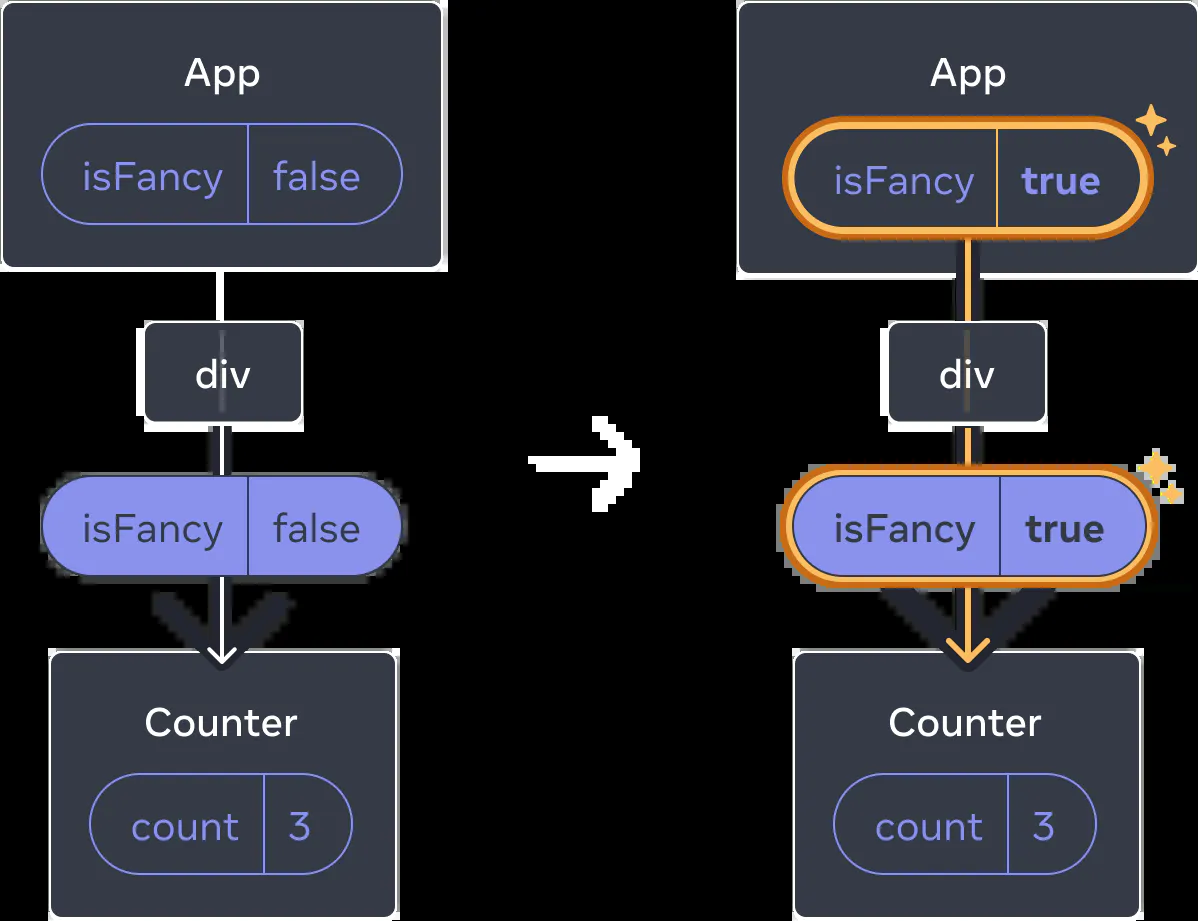 App
isFancy false
div
isFancy false
Counter
count 3
App
isFancy true
div
isFancy true
Counter
count 3